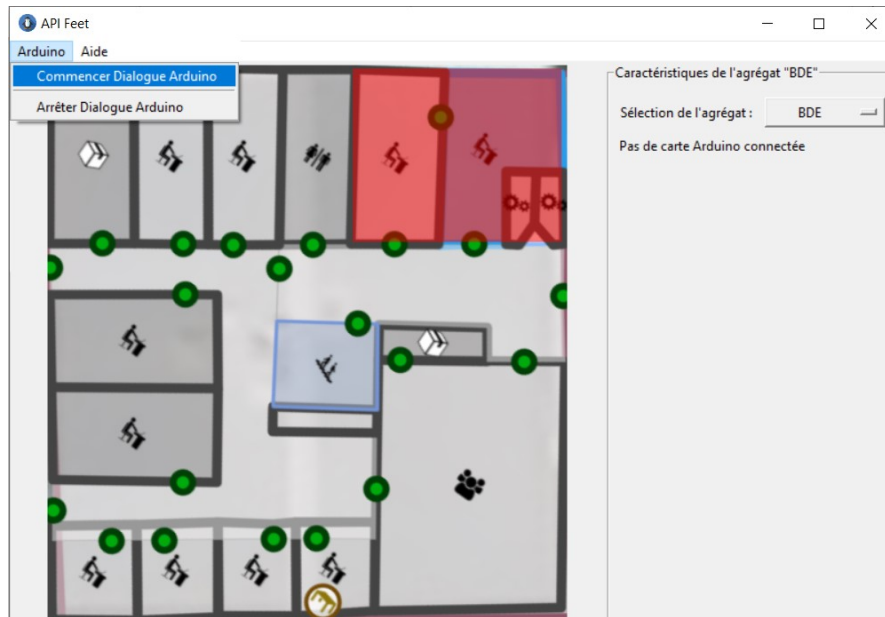 API Feet
Arduino Aide
Commencer Dialogue Arduino
Arrêter Dialogue Arduino
Caractéristiques de l'agrégat "BDE"
Sélection de l'agrégat : BDE
Pas de carte Arduino connectée